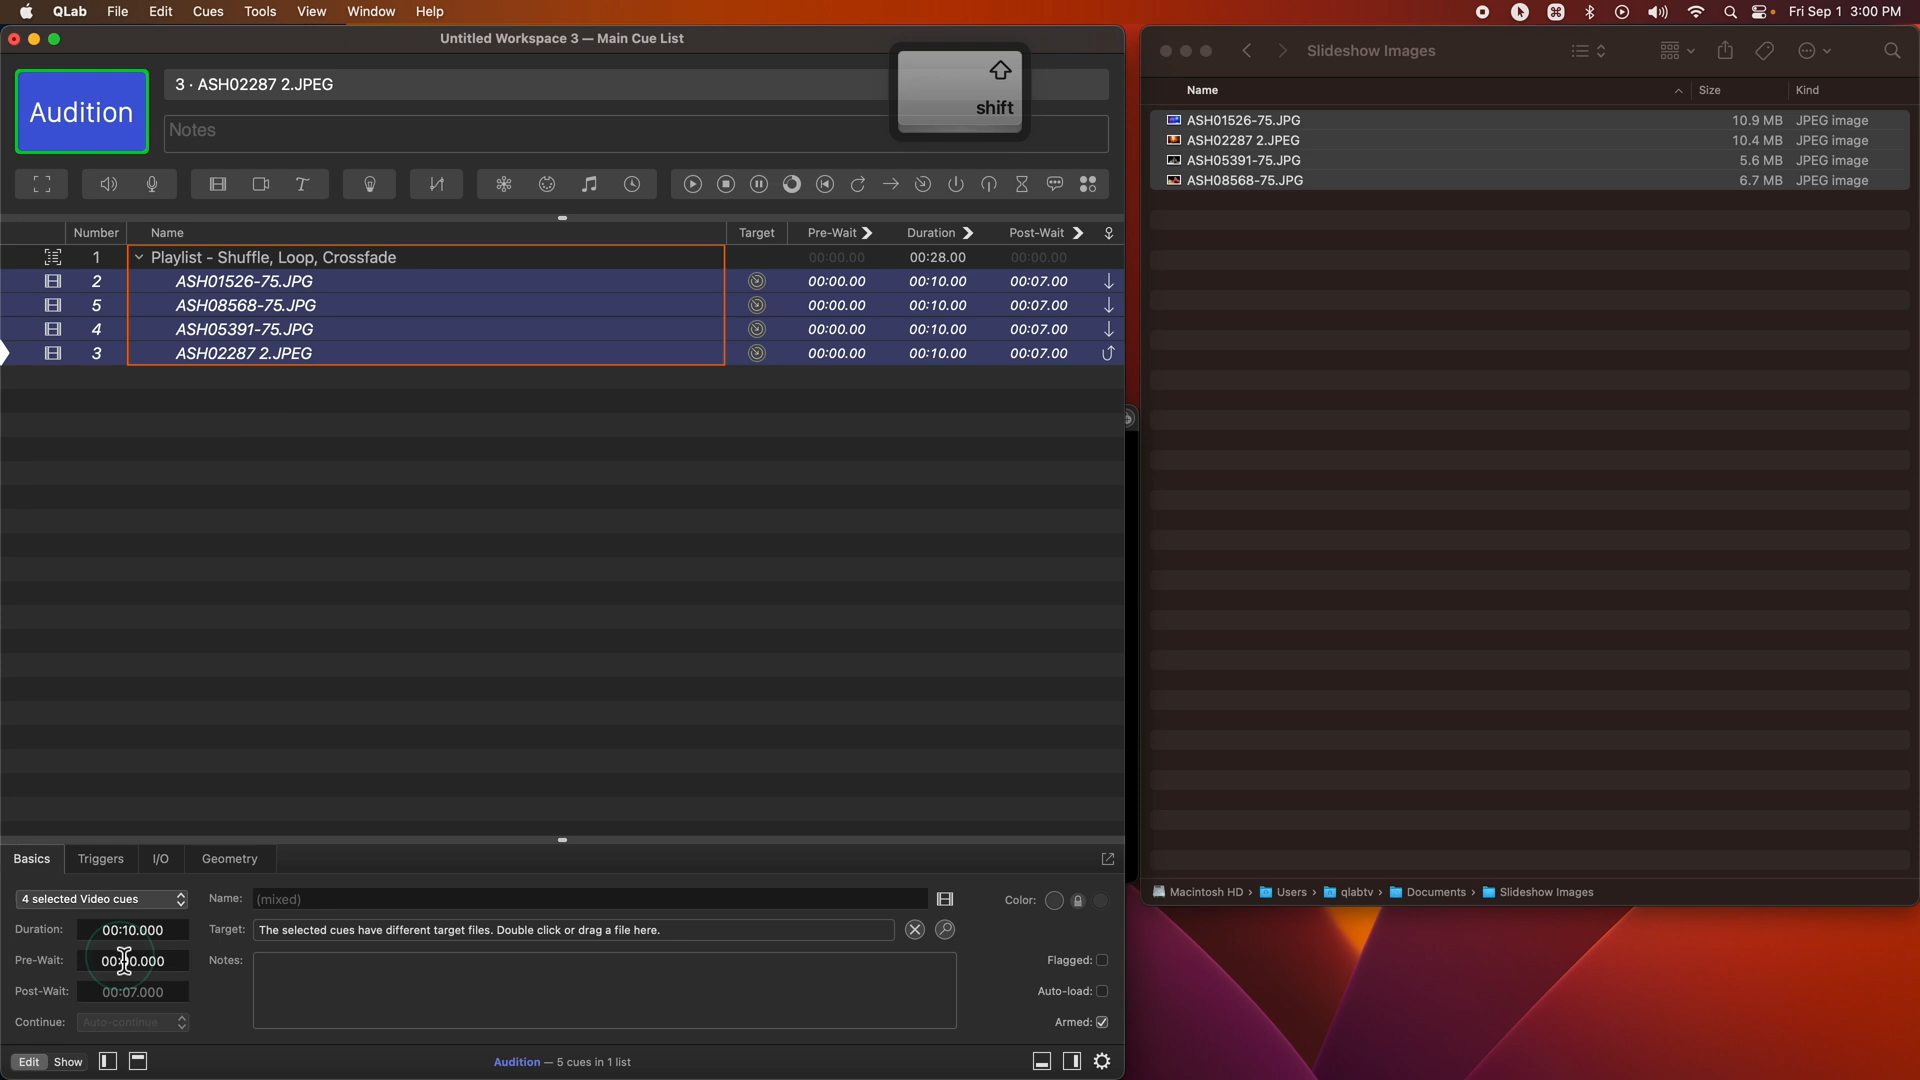 QLab File Edit Cues Tools View Window Help
Fri Sep 1 3:00 PM
Untitled Workspace 3 — Main Cue List
Audition
3 · ASH02287 2.JPEG
Notes
shift
Number Name Target Pre-Wait Duration Post-Wait
1 Playlist - Shuffle, Loop, Crossfade 00:00.00 00:28.00 00:00.00
2 ASH01526-75.JPG 00:00.00 00:10.00 00:07.00
5 ASH08568-75.JPG 00:00.00 00:10.00 00:07.00
4 ASH05391-75.JPG 00:00.00 00:10.00 00:07.00
3 ASH02287 2.JPEG 00:00.00 00:10.00 00:07.00
Basics Triggers I/O Geometry
4 selected Video cues Name: (mixed) Color:
Duration: 00:10.000 Target: The selected cues have different target files. Double click or drag a file here.
Pre-Wait: 00:00.000 Notes: Flagged:
Post-Wait: 00:07.000 Auto-load:
Continue: Auto-continue Armed:
Edit Show Audition — 5 cues in 1 list
Slideshow Images
Name Size Kind
ASH01526-75.JPG 10.9 MB JPEG image
ASH02287 2.JPEG 10.4 MB JPEG image
ASH05391-75.JPG 5.6 MB JPEG image
ASH08568-75.JPG 6.7 MB JPEG image
Macintosh HD › Users › qlabtv › Documents › Slideshow Images